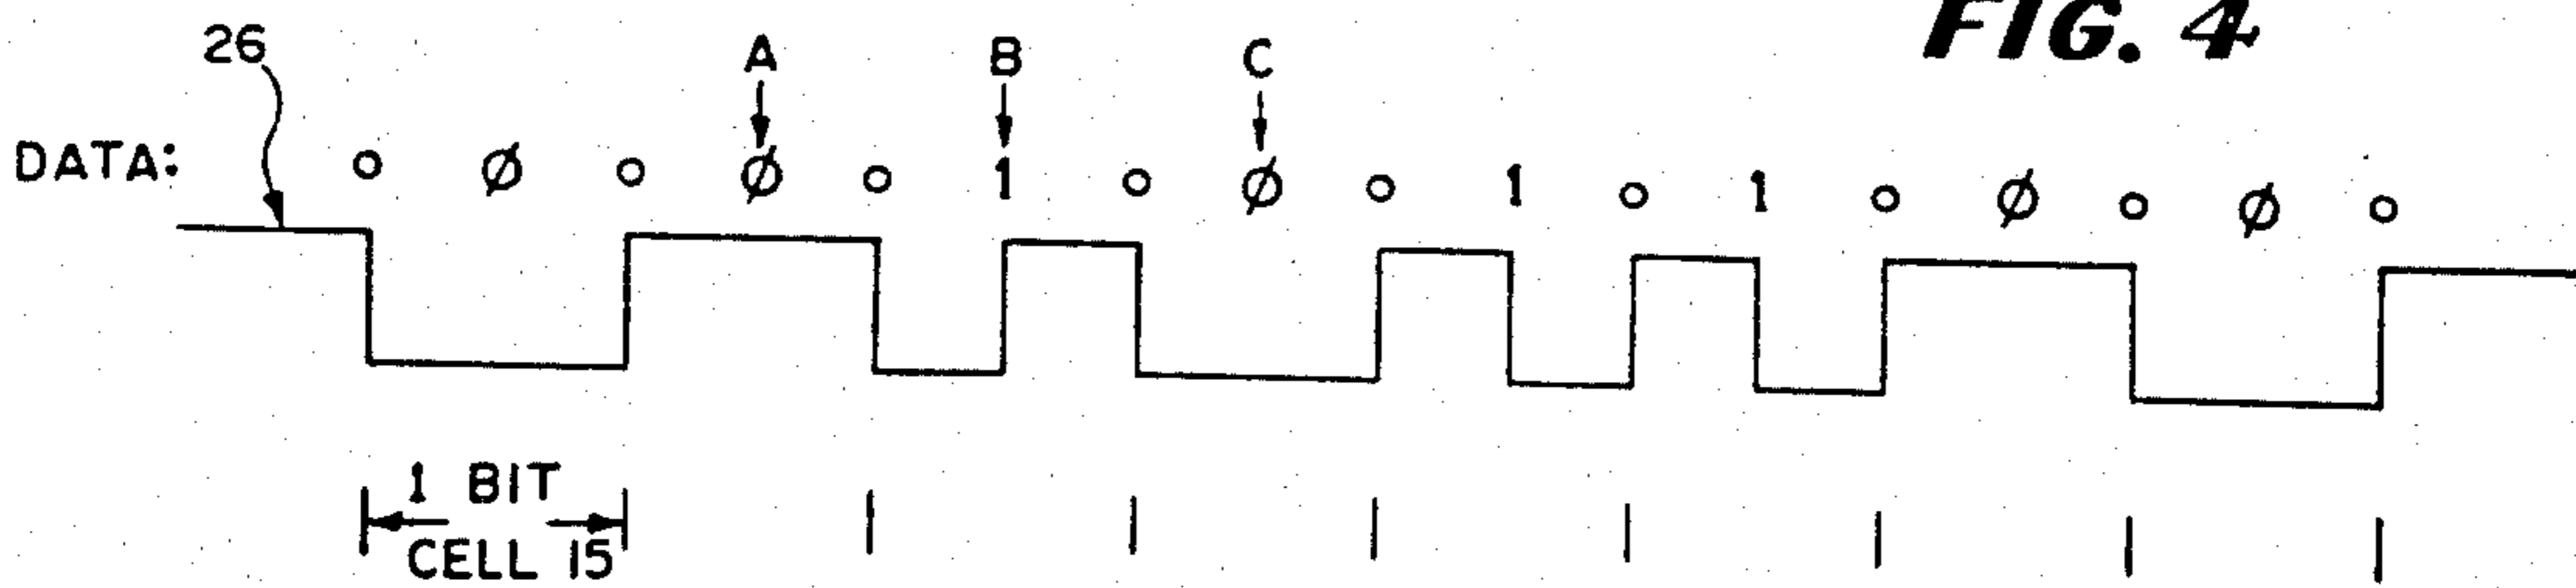 FIG. 4
26 A B C
DATA: o Ø o Ø o 1 o Ø o 1 o 1 o Ø o Ø o
1 BIT
CELL 15